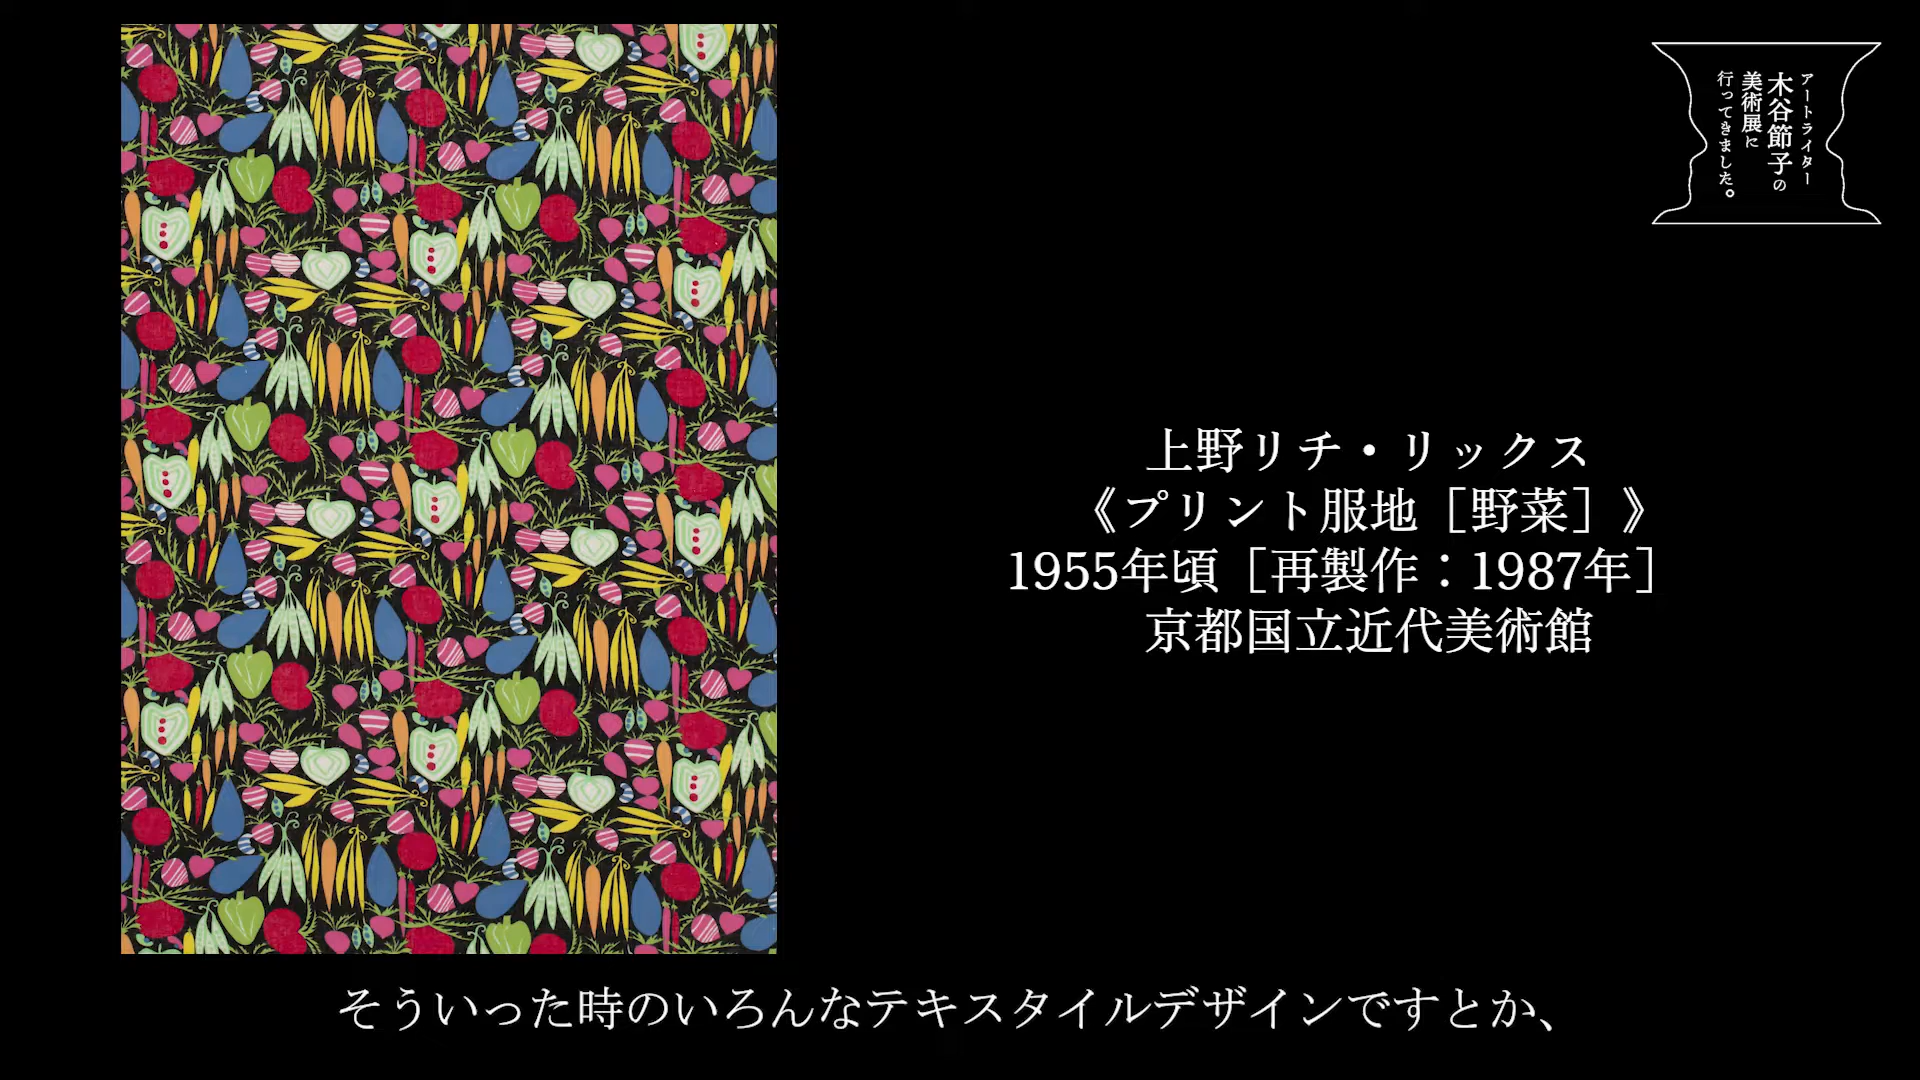 アートライター
木谷節子の
美術展に
行ってきました。
上野リチ・リックス
《プリント服地［野菜］》
1955年頃［再製作：1987年］
京都国立近代美術館
そういった時のいろんなテキスタイルデザインですとか、